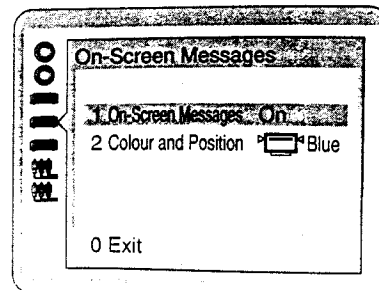 On-Screen Messages
1 On-Screen Messages On
2 Colour and Position Blue
0 Exit